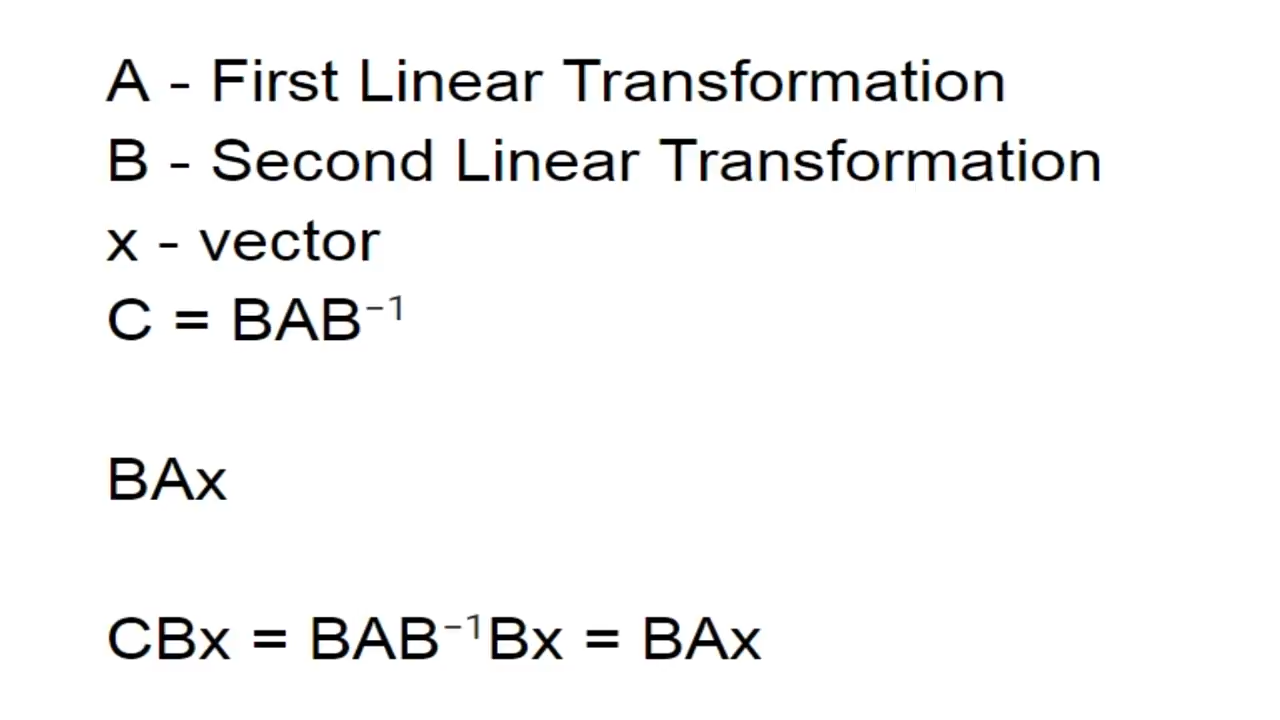 A - First Linear Transformation
B - Second Linear Transformation
x - vector
C = BAB⁻¹
BAx
CBx = BAB⁻¹Bx = BAx